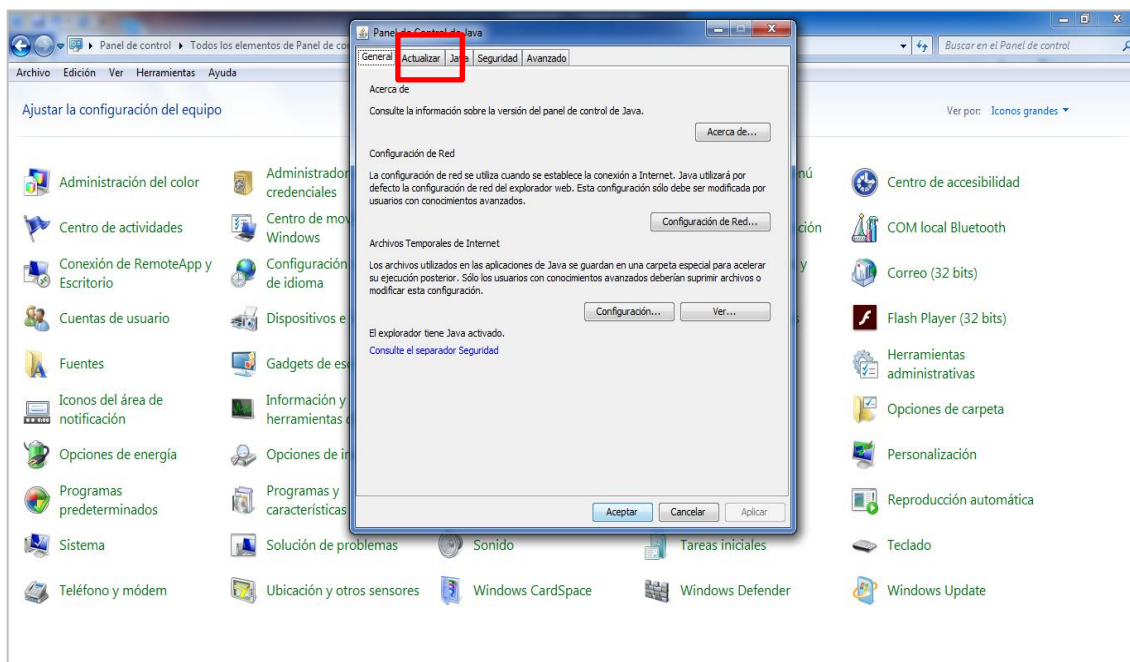 Panel de control ▸ Todos los elementos de Panel de co
Buscar en el Panel de control
Archivo Edición Ver Herramientas Ayuda
Ajustar la configuración del equipo
Ver por: Iconos grandes
Panel de Control de Java
General Actualizar Java Seguridad Avanzado
Acerca de
Consulte la información sobre la versión del panel de control de Java.
Acerca de...
Configuración de Red
La configuración de red se utiliza cuando se establece la conexión a Internet. Java utilizará por
defecto la configuración de red del explorador web. Esta configuración sólo debe ser modificada por
usuarios con conocimientos avanzados.
Configuración de Red...
Archivos Temporales de Internet
Los archivos utilizados en las aplicaciones de Java se guardan en una carpeta especial para acelerar
su ejecución posterior. Sólo los usuarios con conocimientos avanzados deberían suprimir archivos o
modificar esta configuración.
Configuración... Ver...
El explorador tiene Java activado.
Consulte el separador Seguridad
Aceptar Cancelar Aplicar
Administración del color
Administrador
credenciales
nú
Centro de accesibilidad
Centro de actividades
Centro de mov
Windows
ción
COM local Bluetooth
Conexión de RemoteApp y
Escritorio
Configuración
de idioma
y
Correo (32 bits)
Cuentas de usuario
Dispositivos e
s
Flash Player (32 bits)
Fuentes
Gadgets de esc
Herramientas
administrativas
Iconos del área de
notificación
Información y
herramientas d
Opciones de carpeta
Opciones de energía
Opciones de in
Personalización
Programas
predeterminados
Programas y
características
Reproducción automática
Sistema
Solución de problemas
Sonido
Tareas iniciales
Teclado
Teléfono y módem
Ubicación y otros sensores
Windows CardSpace
Windows Defender
Windows Update